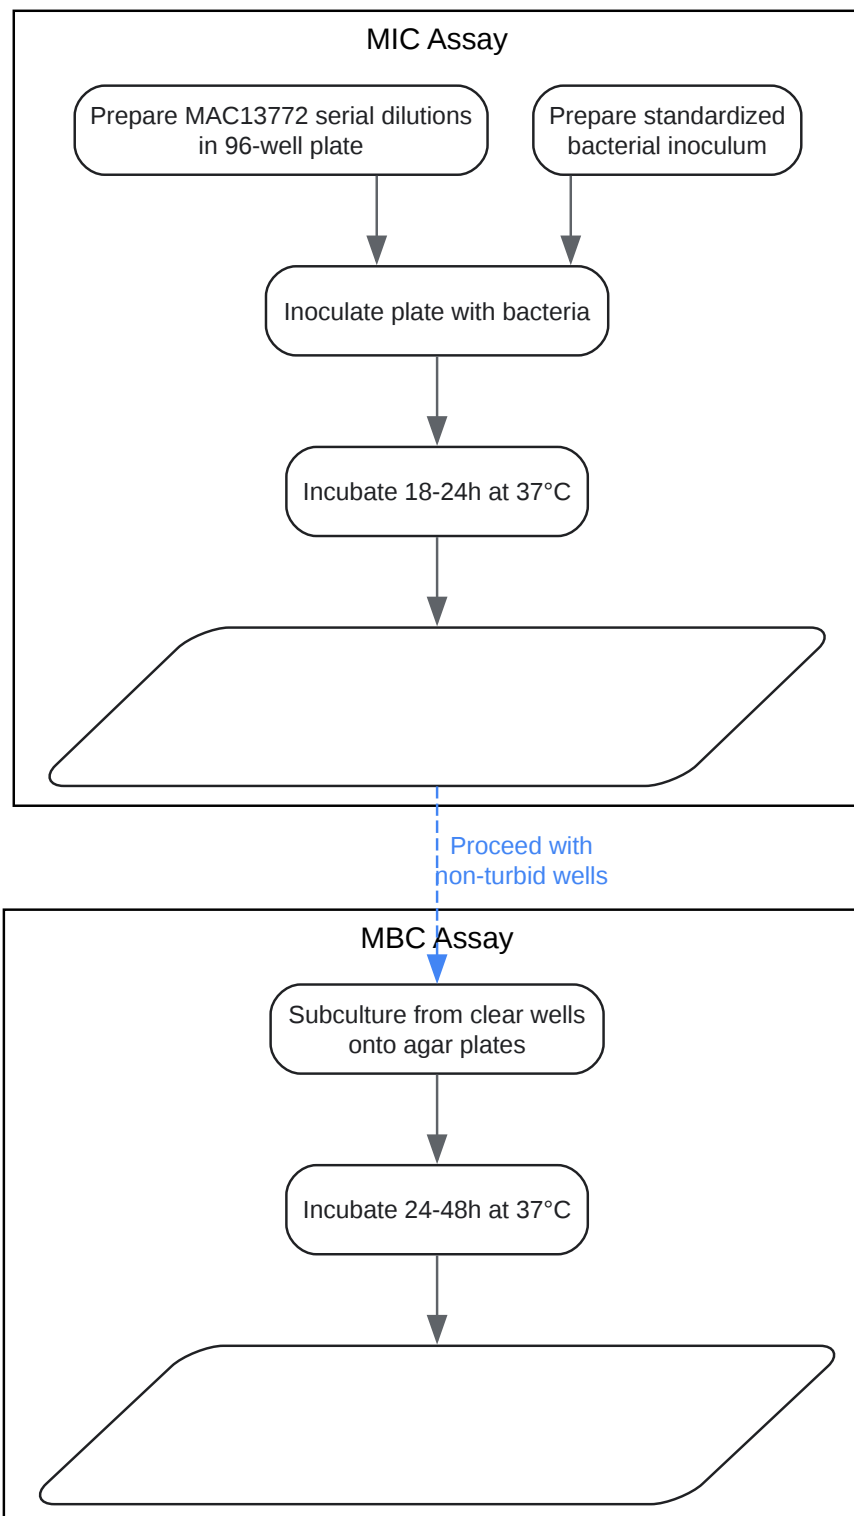 MIC Assay
Prepare MAC13772 serial dilutions
in 96-well plate
Prepare standardized
bacterial inoculum
Inoculate plate with bacteria
Incubate 18-24h at 37°C
Proceed with
non-turbid wells
MBC Assay
Subculture from clear wells
onto agar plates
Incubate 24-48h at 37°C